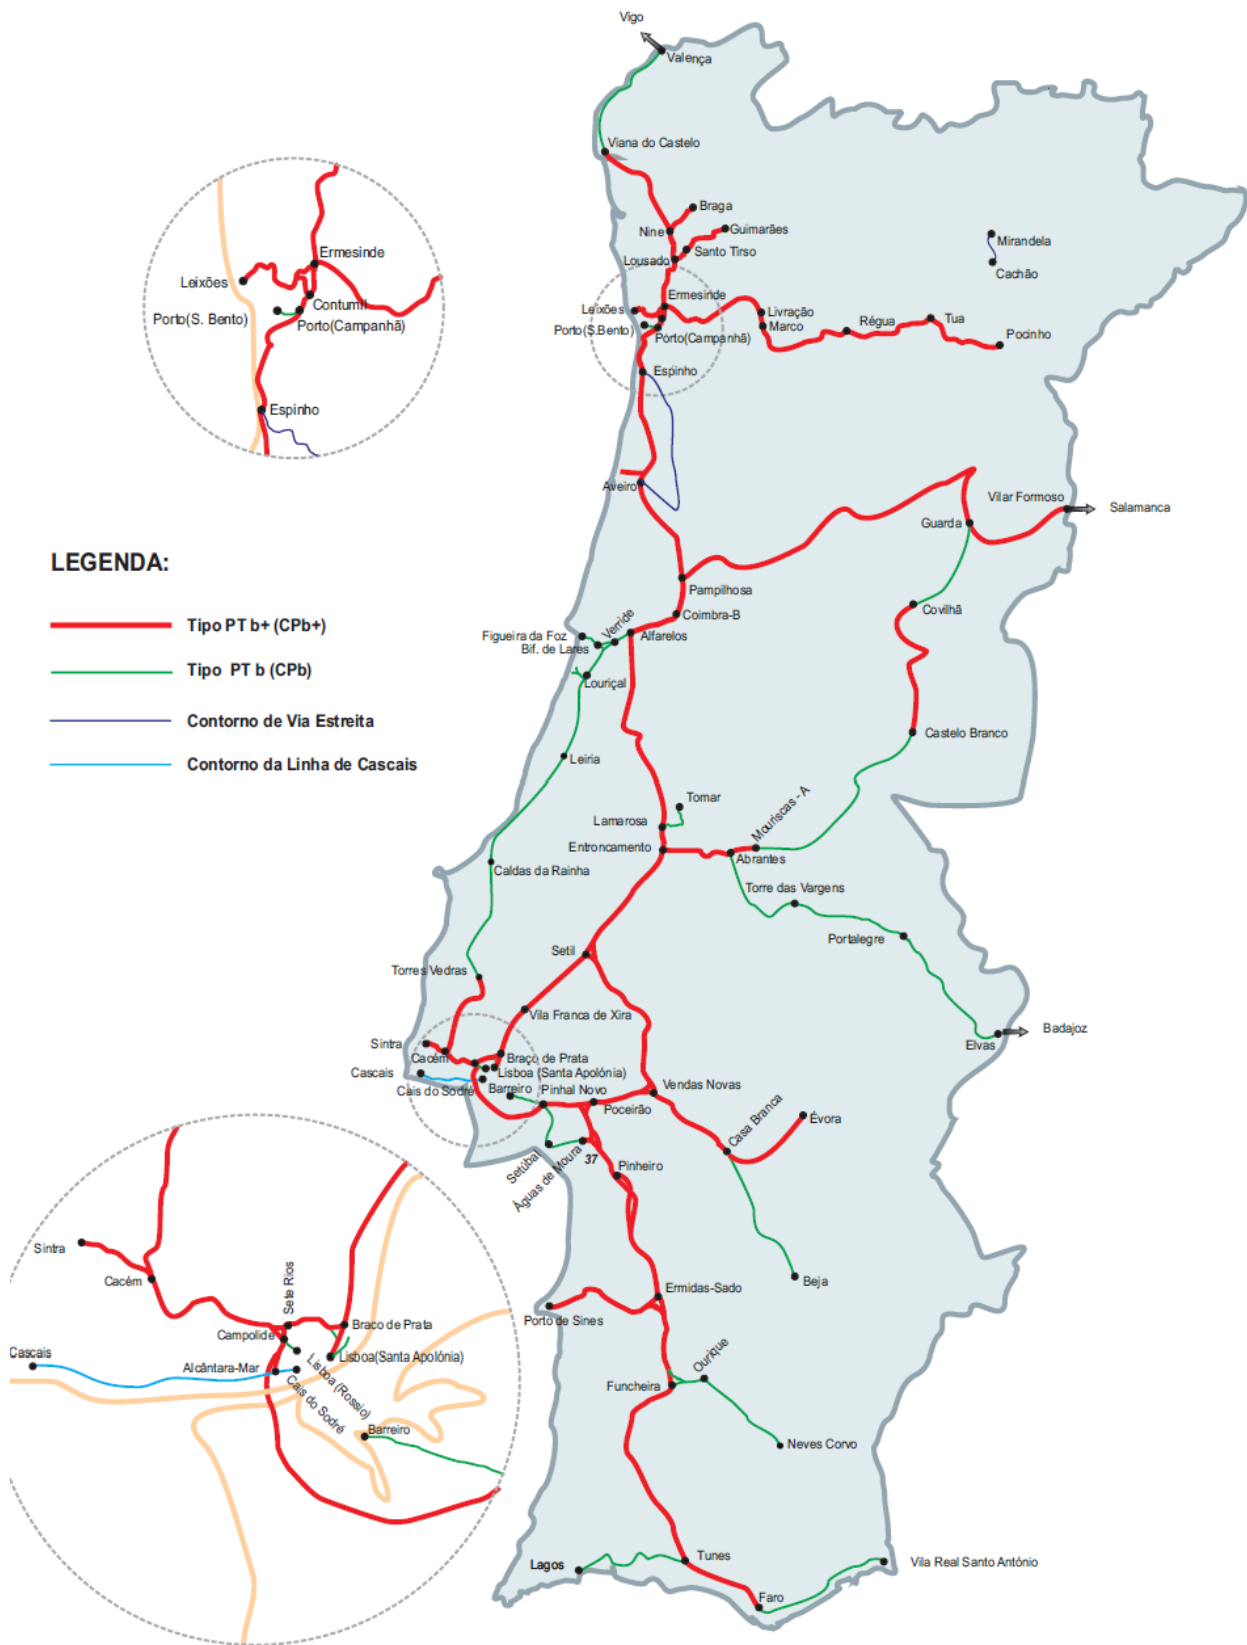 Vigo
Valença
Viana do Castelo
Braga
Nine
Guimarães
Santo Tirso
Lousado
Mirandela
Cachão
Ermesinde
Leixões
Contumil
Porto(S. Bento)
Porto(Campanhã)
Espinho
Ermesinde
Leixões
Livração
Marco
Porto(S.Bento)
Porto(Campanhã)
Régua
Tua
Pocinho
Espinho
Aveiro
Vilar Formoso
Salamanca
Guarda
LEGENDA:
Tipo PT b+ (CPb+)
Tipo PT b (CPb)
Contorno de Via Estreita
Contorno da Linha de Cascais
Pampilhosa
Coimbra-B
Covilhã
Verride
Figueira da Foz
Bif. de Lares
Alfarelos
Louriçal
Castelo Branco
Leiria
Tomar
Mouriscas - A
Lamarosa
Entroncamento
Abrantes
Caldas da Rainha
Torre das Vargens
Portalegre
Setil
Torres Vedras
Vila Franca de Xira
Elvas
Badajoz
Sintra
Cacém
Braço de Prata
Cascais
Lisboa (Santa Apolónia)
Cais do Sodré
Barreiro
Pinhal Novo
Poceirão
Vendas Novas
Casa Branca
Évora
Setúbal
Águas de Moura
37
Pinheiro
Beja
Ermidas-Sado
Porto de Sines
Sintra
Cacém
Sete Rios
Campolide
Braco de Prata
Cascais
Alcântara-Mar
Lisboa(Santa Apolónia)
Lisboa (Rossio)
Cais do Sodré
Barreiro
Ourique
Funcheira
Neves Corvo
Lagos
Tunes
Vila Real Santo António
Faro